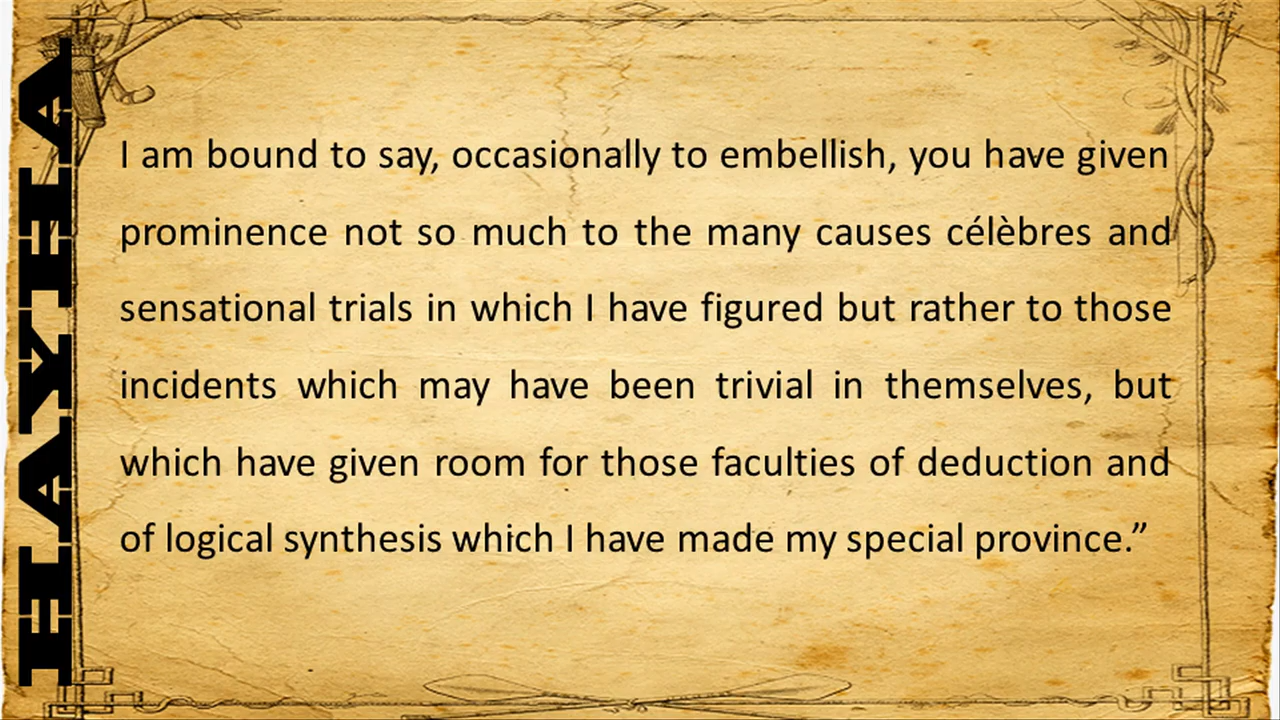 I am bound to say, occasionally to embellish, you have given
prominence not so much to the many causes célèbres and
sensational trials in which I have figured but rather to those
incidents which may have been trivial in themselves, but
which have given room for those faculties of deduction and
of logical synthesis which I have made my special province.”